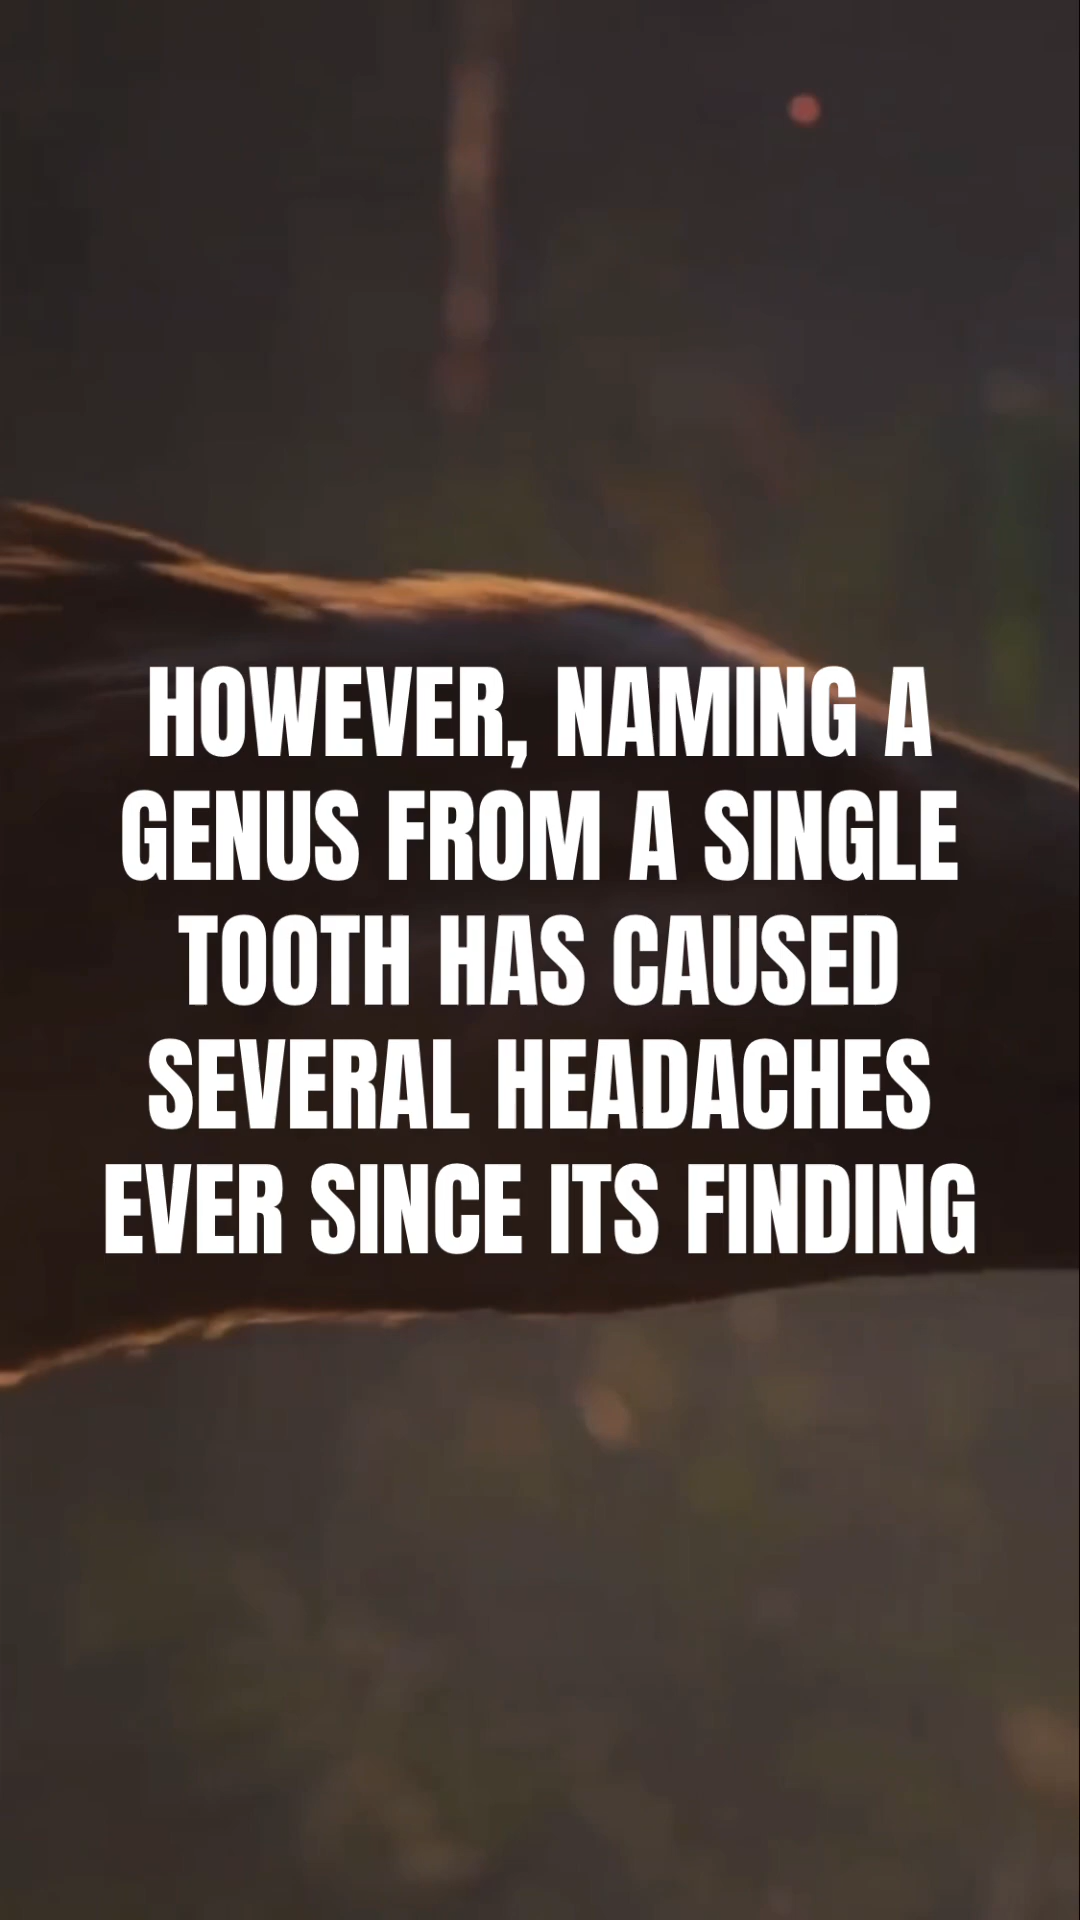 HOWEVER, NAMING A
GENUS FROM A SINGLE
TOOTH HAS CAUSED
SEVERAL HEADACHES
EVER SINCE ITS FINDING